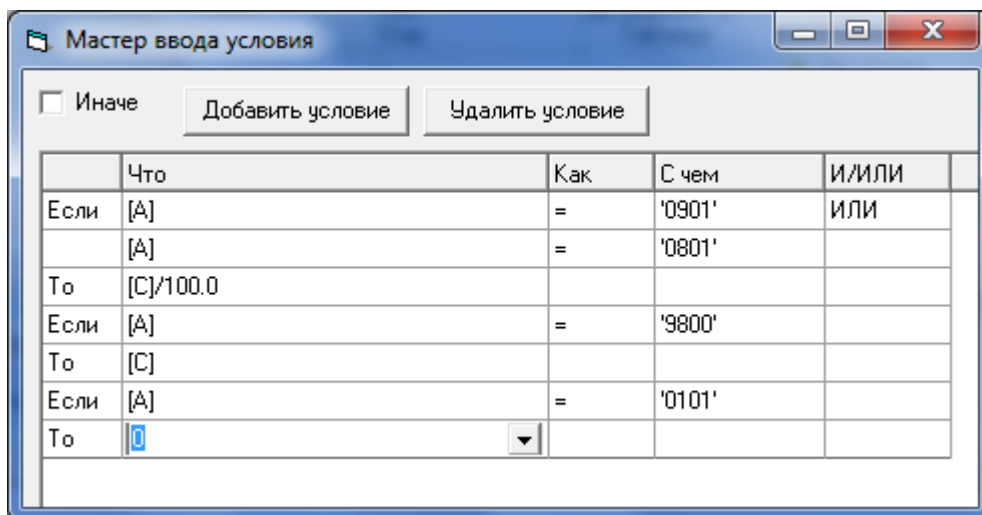 Мастер ввода условия
Иначе Добавить условие Удалить условие
Что Как С чем И/ИЛИ
Если [A] = '0901' ИЛИ
[A] = '0801'
То [C]/100.0
Если [A] = '9800'
То [C]
Если [A] = '0101'
То 0